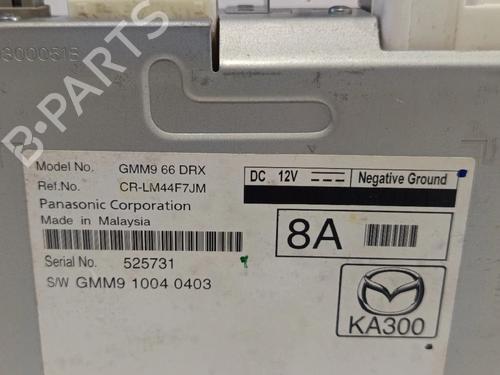 93000515
B-PARTS
Model No. GMM9 66 DRX
Ref.No. CR-LM44F7JM
Panasonic Corporation
Made in Malaysia
Serial No. 525731
S/W GMM9 1004 0403
DC 12V Negative Ground
8A
KA300